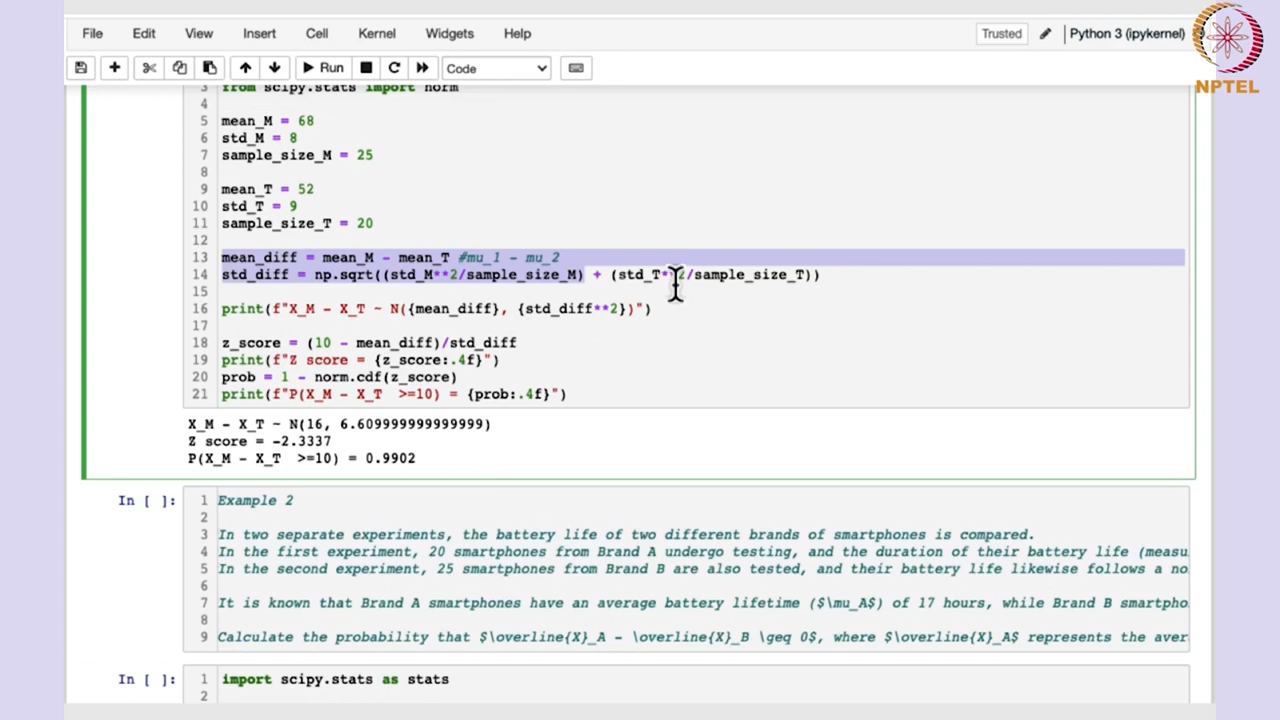 File Edit View Insert Cell Kernel Widgets Help Trusted Python 3 (ipykernel)
NPTEL
Run Code
3 from scipy.stats import norm
4
5 mean_M = 68
6 std_M = 8
7 sample_size_M = 25
8
9 mean_T = 52
10 std_T = 9
11 sample_size_T = 20
12
13 mean_diff = mean_M - mean_T #mu_1 - mu_2
14 std_diff = np.sqrt((std_M**2/sample_size_M) + (std_T**2/sample_size_T))
15
16 print(f"X_M - X_T ~ N({mean_diff}, {std_diff**2})")
17
18 z_score = (10 - mean_diff)/std_diff
19 print(f"Z score = {z_score:.4f}")
20 prob = 1 - norm.cdf(z_score)
21 print(f"P(X_M - X_T  >=10) = {prob:.4f}")
X_M - X_T ~ N(16, 6.609999999999999)
Z score = -2.3337
P(X_M - X_T  >=10) = 0.9902
In [ ]: 1 Example 2
2
3 In two separate experiments, the battery life of two different brands of smartphones is compared.
4 In the first experiment, 20 smartphones from Brand A undergo testing, and the duration of their battery life (measu
5 In the second experiment, 25 smartphones from Brand B are also tested, and their battery life likewise follows a no
6
7 It is known that Brand A smartphones have an average battery lifetime ($\mu_A$) of 17 hours, while Brand B smartpho
8
9 Calculate the probability that $\overline{X}_A - \overline{X}_B \geq 0$, where $\overline{X}_A$ represents the aver
In [ ]: 1 import scipy.stats as stats
2